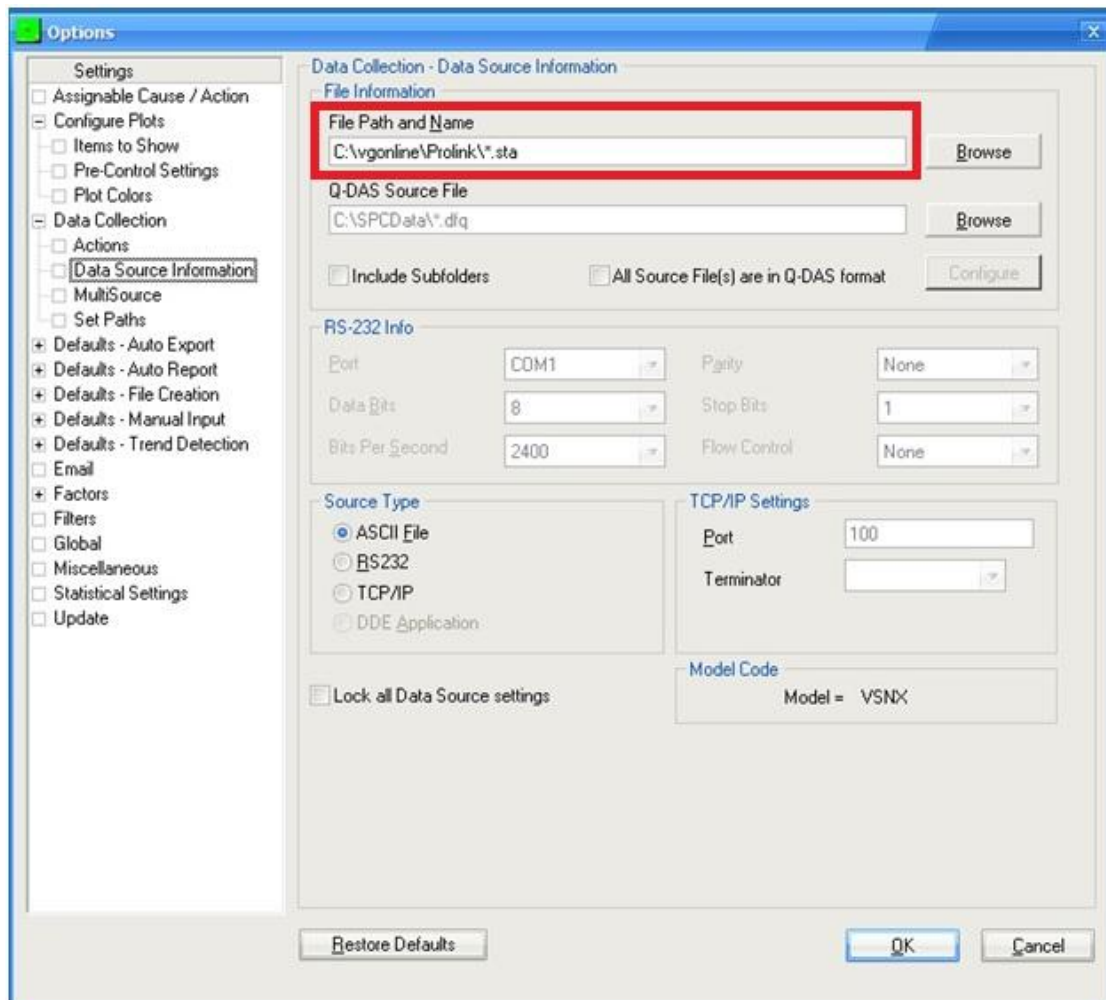 Options
Settings
Assignable Cause / Action
Configure Plots
Items to Show
Pre-Control Settings
Plot Colors
Data Collection
Actions
Data Source Information
MultiSource
Set Paths
Defaults - Auto Export
Defaults - Auto Report
Defaults - File Creation
Defaults - Manual Input
Defaults - Trend Detection
Email
Factors
Filters
Global
Miscellaneous
Statistical Settings
Update
Data Collection - Data Source Information
File Information
File Path and Name
C:\vgonline\Prolink\*.sta
Browse
Q-DAS Source File
C:\SPCData\*.dfq
Browse
Include Subfolders
All Source File(s) are in Q-DAS format
Configure
RS-232 Info
Port
COM1
Parity
None
Data Bits
8
Stop Bits
1
Bits Per Second
2400
Flow Control
None
Source Type
ASCII File
RS232
TCP/IP
DDE Application
TCP/IP Settings
Port
100
Terminator
Lock all Data Source settings
Model Code
Model = VSNX
Restore Defaults
OK
Cancel